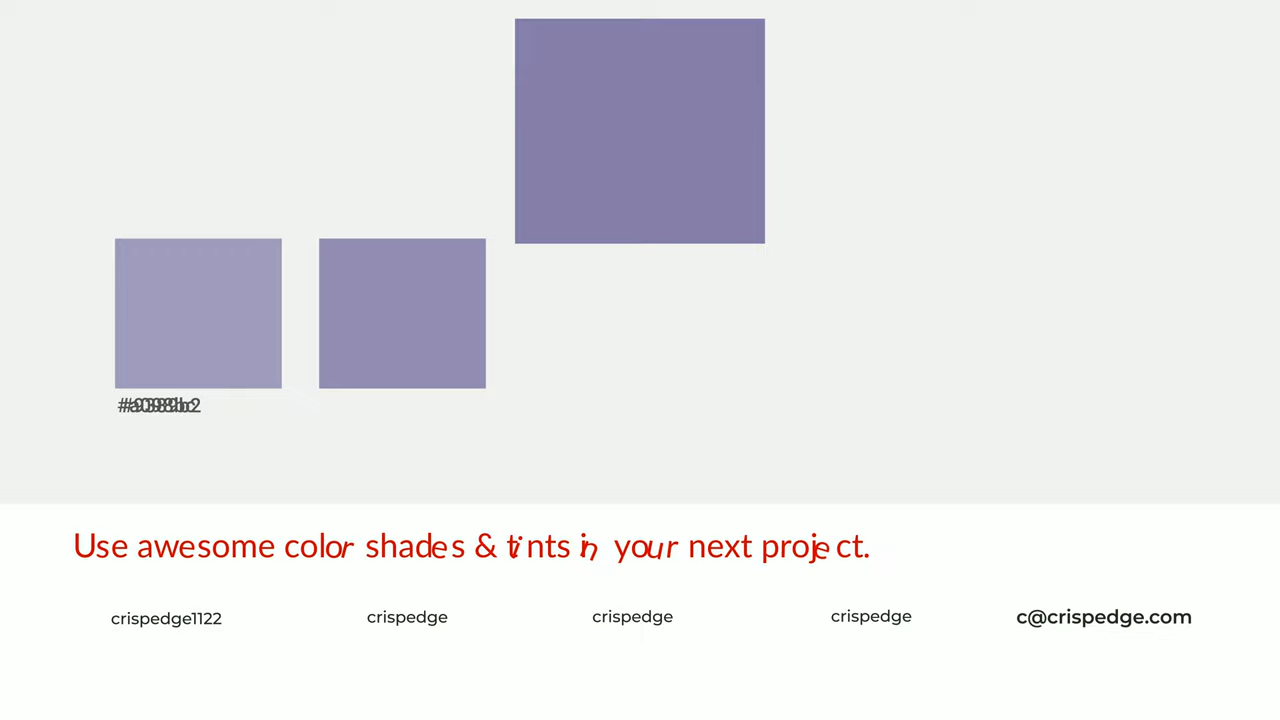 Use awesome color shades & tints in your next project.
crispedge1122 crispedge crispedge crispedge c@crispedge.com